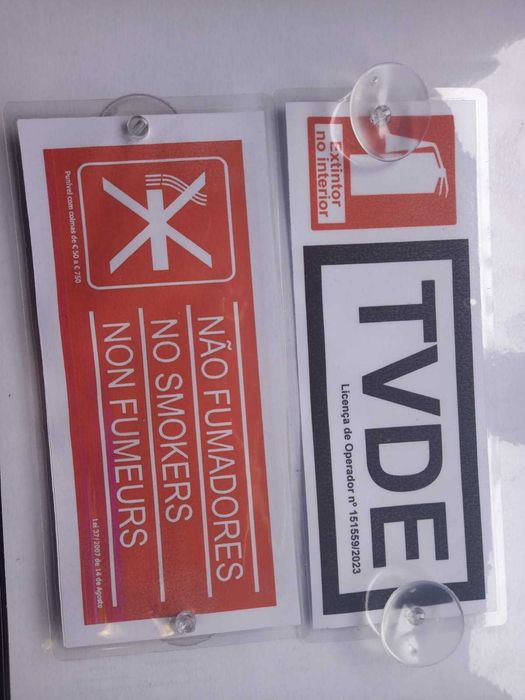 Extintor
no interior
TVDE
Licença de Operador nº 151559/2023
NÃO FUMADORES
NO SMOKERS
NON FUMEURS
Punível com coimas de € 50 a € 750
Lei 37/2007 de 14 de Agosto